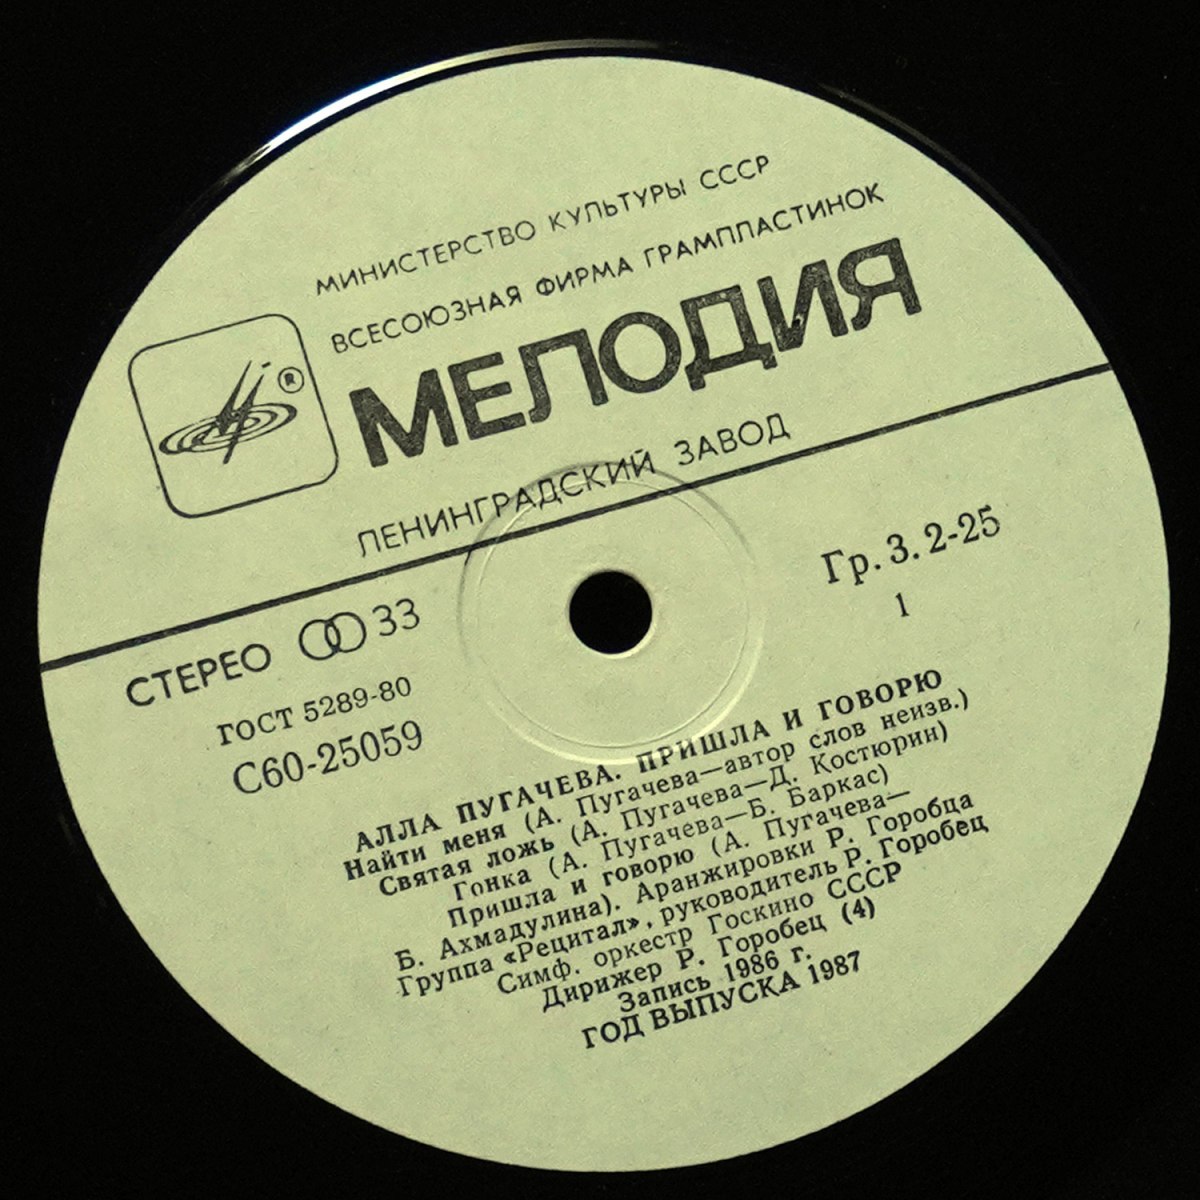 МИНИСТЕРСТВО КУЛЬТУРЫ СССР
ВСЕСОЮЗНАЯ ФИРМА ГРАМПЛАСТИНОК
®
МЕЛОДИЯ
ЛЕНИНГРАДСКИЙ ЗАВОД
СТЕРЕО 33
Гр. 3. 2-25
ГОСТ 5289-80
1
С60-25059
АЛЛА ПУГАЧЕВА. ПРИШЛА И ГОВОРЮ
Найти меня (А. Пугачева—автор слов неизв.)
Святая ложь (А. Пугачева—Д. Костюрин)
Гонка (А. Пугачева—Б. Баркас)
Пришла и говорю (А. Пугачева—
Б. Ахмадулина). Аранжировки Р. Горобца
Группа «Рецитал», руководитель Р. Горобец
Симф. оркестр Госкино СССР
Дирижер Р. Горобец (4)
Запись 1986 г.
ГОД ВЫПУСКА 1987